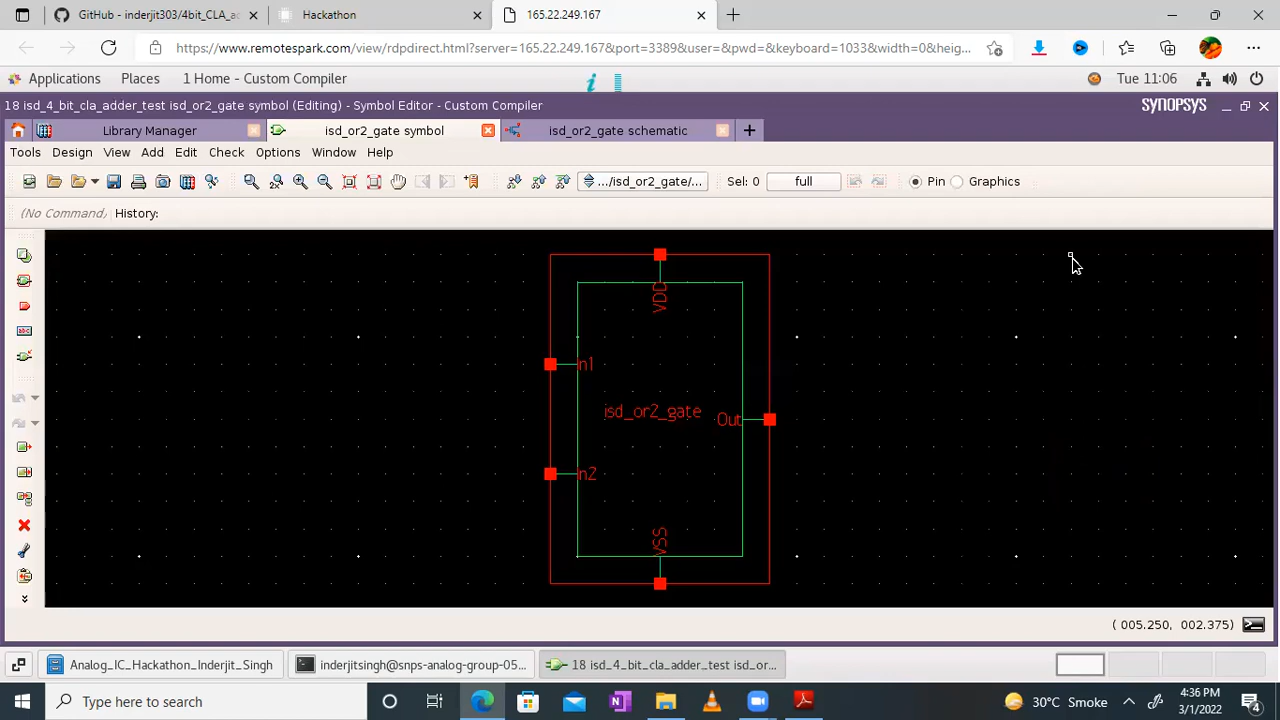 GitHub - inderjit303/4bit_CLA_ac
Hackathon
165.22.249.167
https://www.remotespark.com/view/rdpdirect.html?server=165.22.249.167&port=3389&user=&pwd=&keyboard=1033&width=0&heig...
Applications Places 1 Home - Custom Compiler
Tue 11:06
18 isd_4_bit_cla_adder_test isd_or2_gate symbol (Editing) - Symbol Editor - Custom Compiler
SYNOPSYS
Library Manager
isd_or2_gate symbol
isd_or2_gate schematic
Tools Design View Add Edit Check Options Window Help
.../isd_or2_gate/... Sel: 0 full Pin Graphics
(No Command) History:
VDD
n1
isd_or2_gate
Out
n2
VSS
( 005.250, 002.375)
Analog_IC_Hackathon_Inderjit_Singh
inderjitsingh@snps-analog-group-05...
18 isd_4_bit_cla_adder_test isd_or...
Type here to search
30°C Smoke
4:36 PM
3/1/2022
4